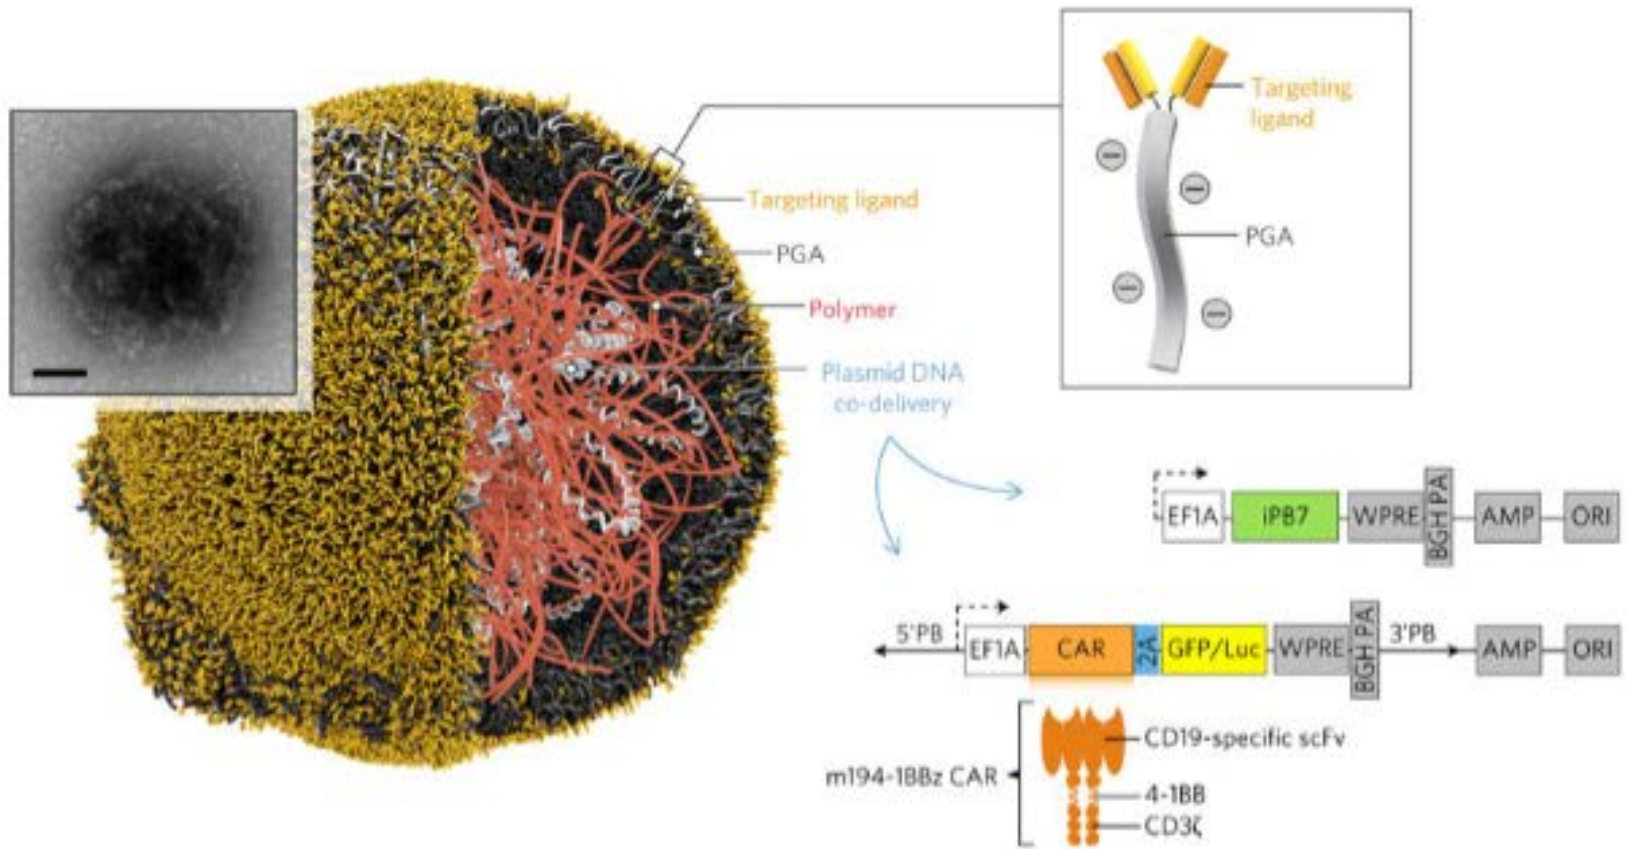 Targeting
ligand
PGA
Targeting ligand
PGA
Polymer
Plasmid DNA
co-delivery
EF1A
iPB7
WPRE
BGH PA
AMP
ORI
5'PB
EF1A
CAR
2A
GFP/Luc
WPRE
BGH PA
3'PB
AMP
ORI
m194-1BBz CAR
CD19-specific scFv
4-1BB
CD3ζ